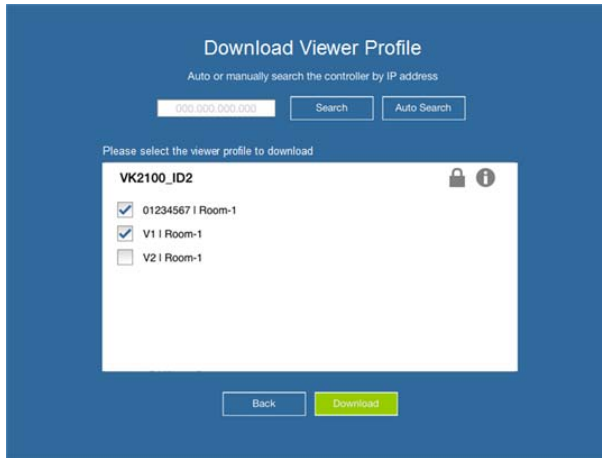 Download Viewer Profile
Auto or manually search the controller by IP address
000.000.000.000 Search Auto Search
Please select the viewer profile to download
VK2100_ID2
01234567 | Room-1
V1 | Room-1
V2 | Room-1
Back Download